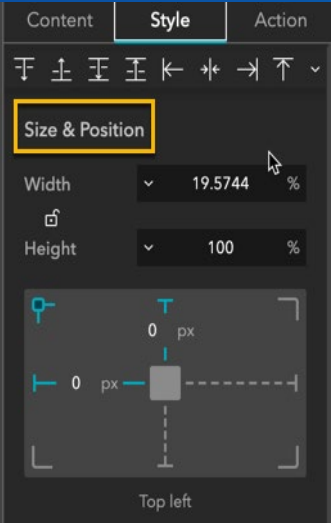 Content Style Action
Size & Position
Width 19.5744 %
Height 100 %
0 px
0 px
Top left